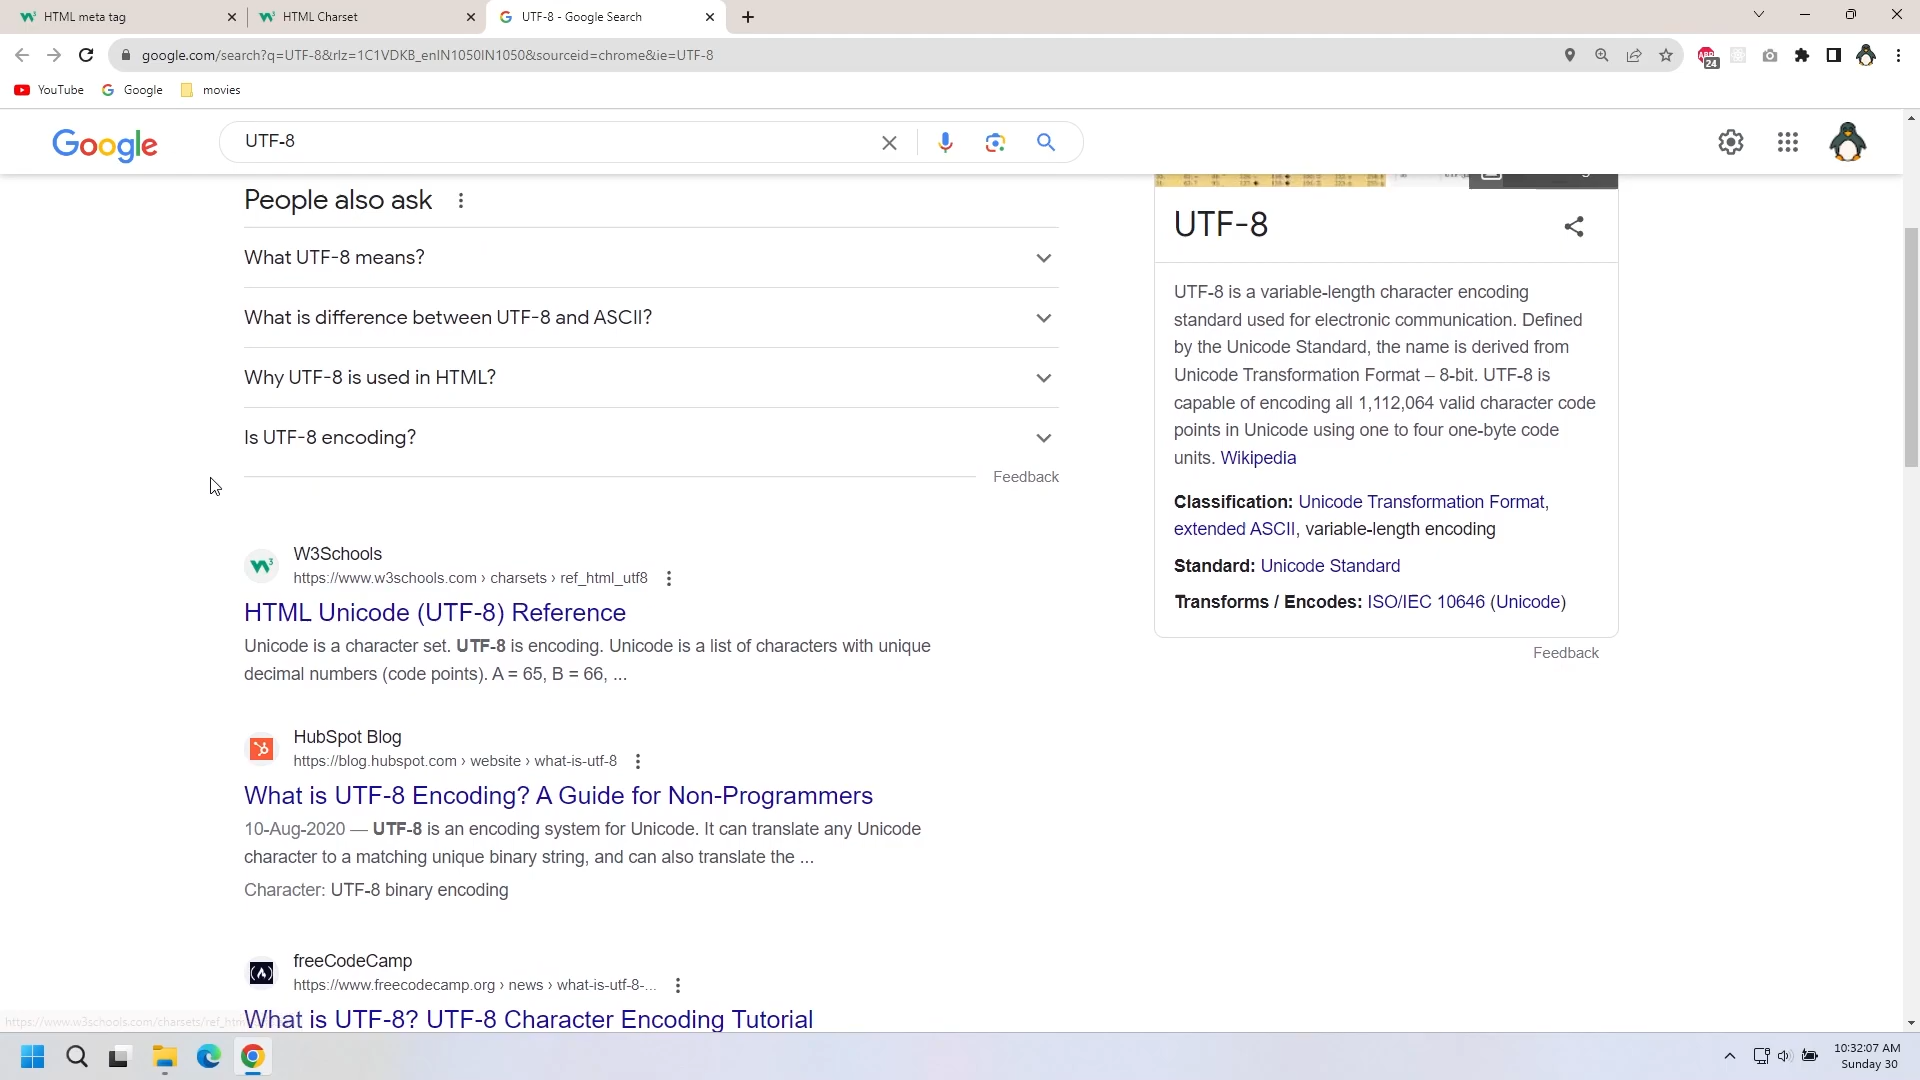 HTML meta tag
HTML Charset
UTF-8 - Google Search
google.com/search?q=UTF-8&rlz=1C1VDKB_enIN1050IN1050&sourceid=chrome&ie=UTF-8
24
YouTube
Google
movies
Google
UTF-8
People also ask
What UTF-8 means?
What is difference between UTF-8 and ASCII?
Why UTF-8 is used in HTML?
Is UTF-8 encoding?
Feedback
W3Schools
https://www.w3schools.com › charsets › ref_html_utf8
HTML Unicode (UTF-8) Reference
Unicode is a character set. UTF-8 is encoding. Unicode is a list of characters with unique
decimal numbers (code points). A = 65, B = 66, ...
HubSpot Blog
https://blog.hubspot.com › website › what-is-utf-8
What is UTF-8 Encoding? A Guide for Non-Programmers
10-Aug-2020 — UTF-8 is an encoding system for Unicode. It can translate any Unicode
character to a matching unique binary string, and can also translate the ...
Character: UTF-8 binary encoding
freeCodeCamp
https://www.freecodecamp.org › news › what-is-utf-8-...
What is UTF-8? UTF-8 Character Encoding Tutorial
UTF-8
UTF-8 is a variable-length character encoding
standard used for electronic communication. Defined
by the Unicode Standard, the name is derived from
Unicode Transformation Format – 8-bit. UTF-8 is
capable of encoding all 1,112,064 valid character code
points in Unicode using one to four one-byte code
units. Wikipedia
Classification: Unicode Transformation Format,
extended ASCII, variable-length encoding
Standard: Unicode Standard
Transforms / Encodes: ISO/IEC 10646 (Unicode)
Feedback
10:32:07 AM
Sunday 30